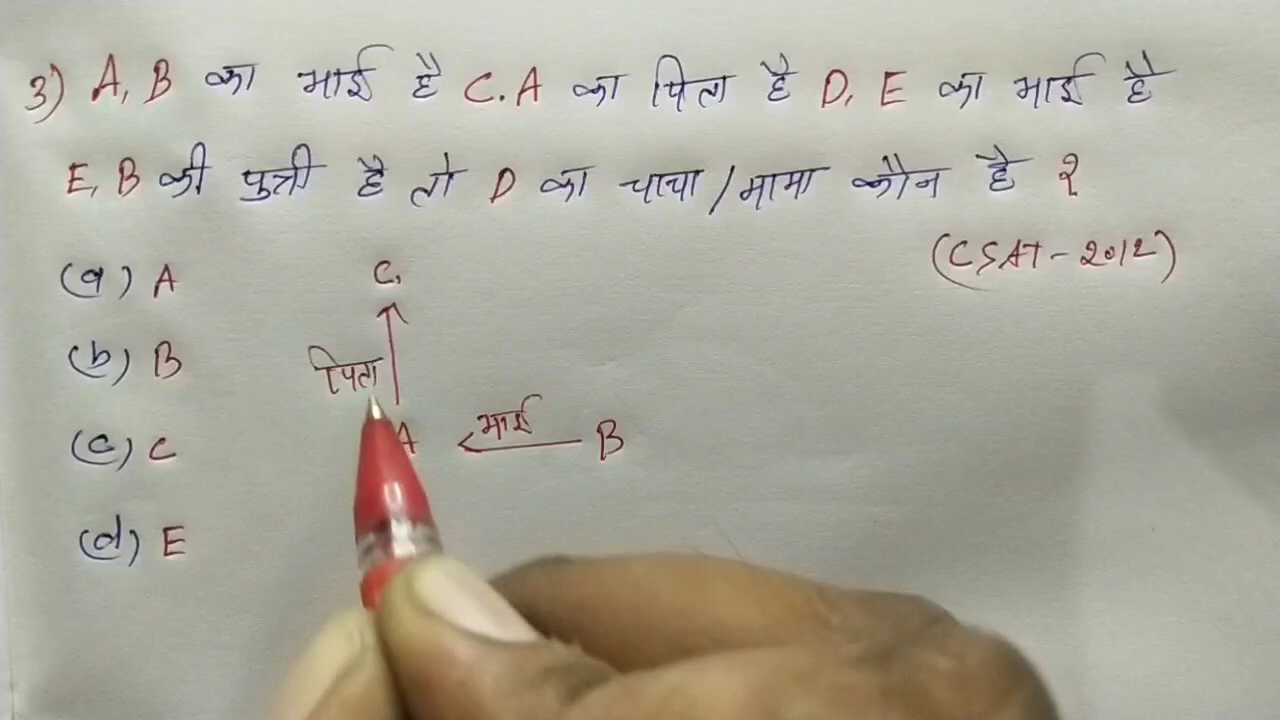 3) A, B का भाई है C. A का पिता है D. E का भाई है
E, B की पुत्री है तो D का चाचा/मामा कौन है ?
(CSAT - 2012)
(a) A
(b) B
(c) C
(d) E
C.
पिता
A भाई B